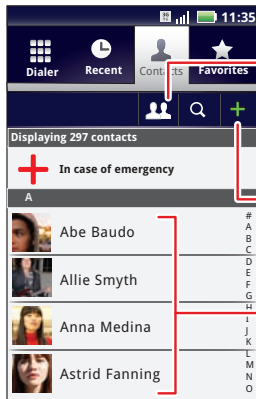 3G 11:35
Dialer Recent Contacts Favorites
Displaying 297 contacts
In case of emergency
A
Abe Baudo
Allie Smyth
Anna Medina
Astrid Fanning
#
A
B
C
D
E
F
G
H
I
J
K
L
M
N
O